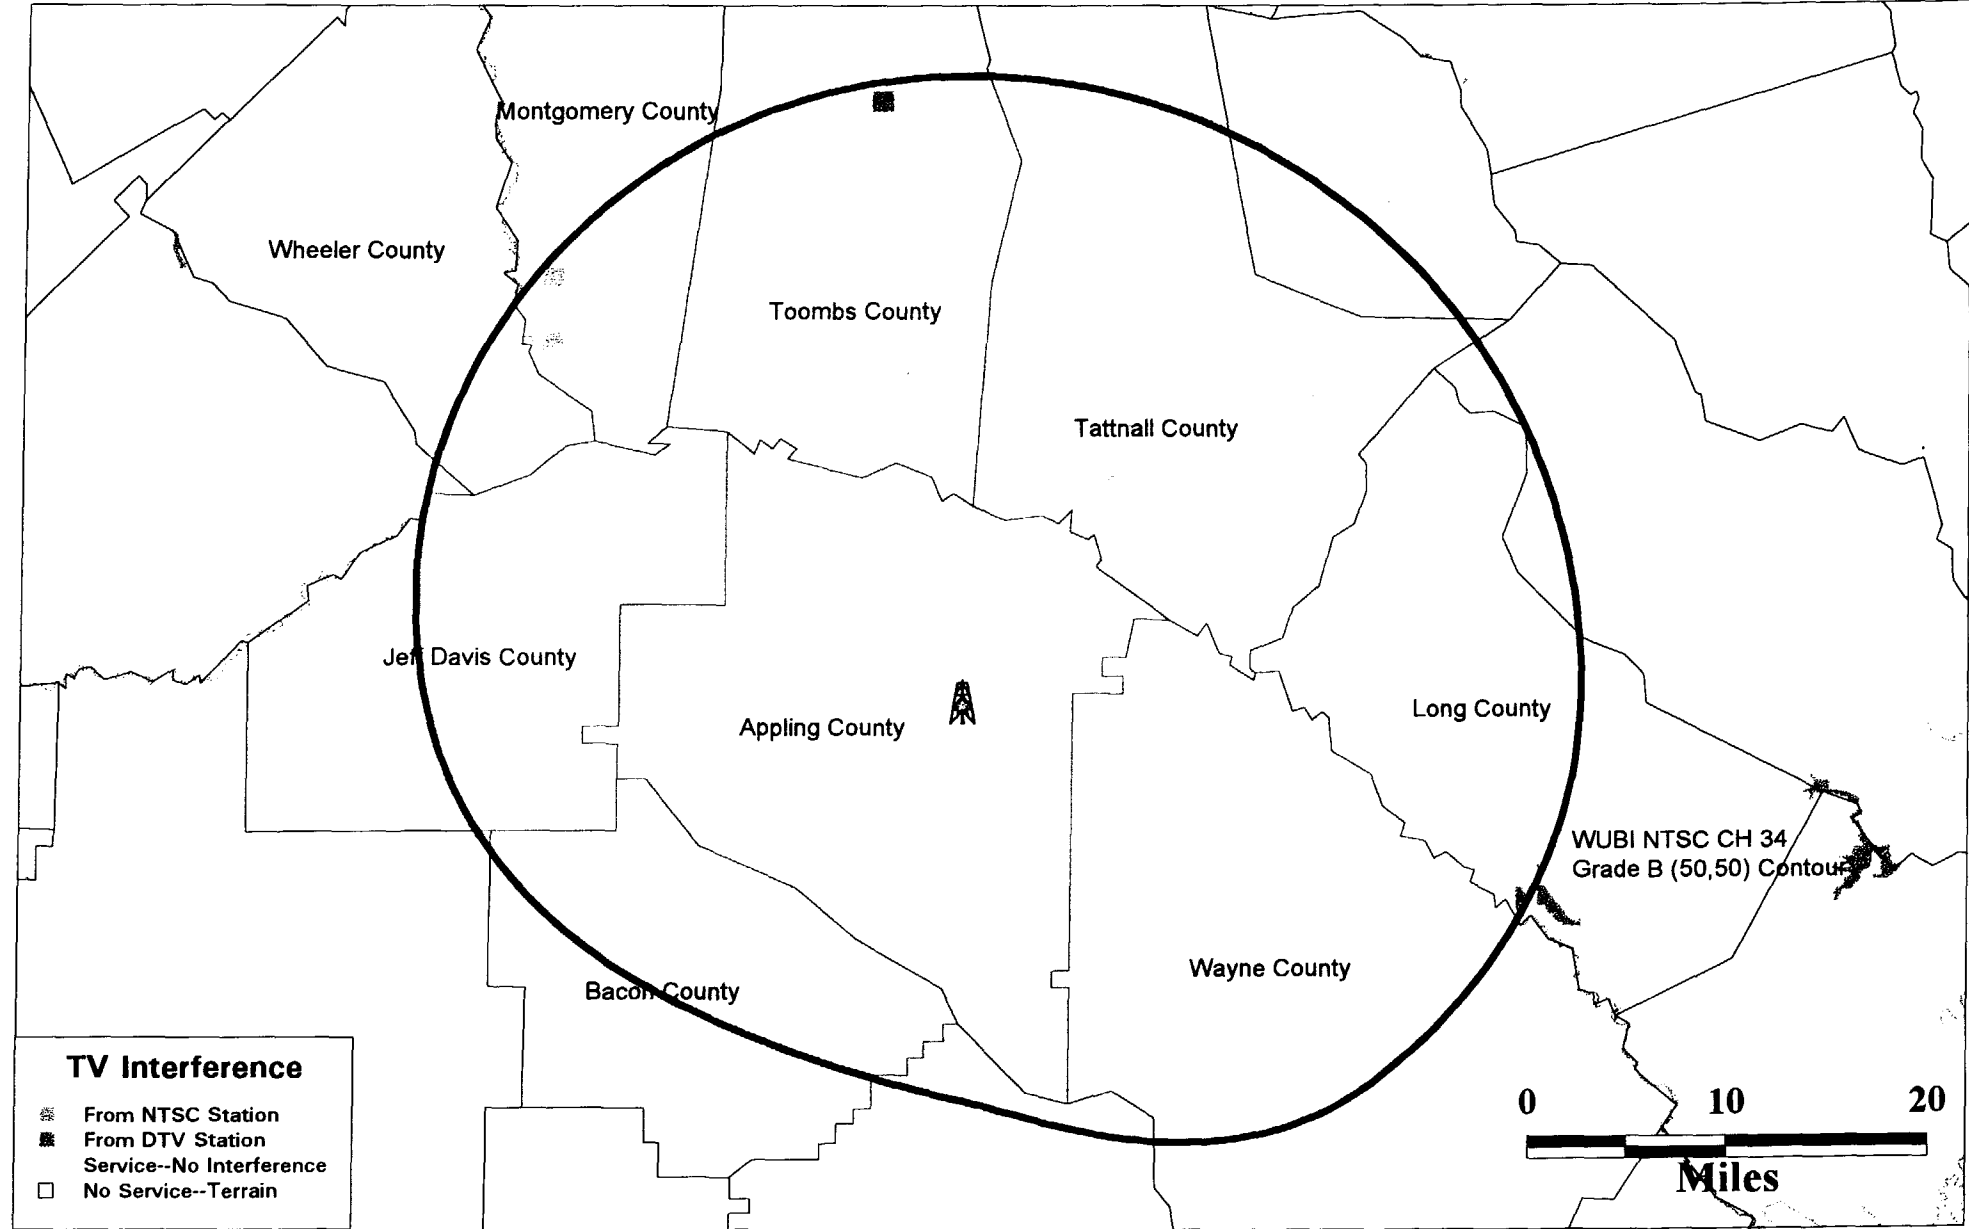 Montgomery County
Wheeler County
Toombs County
Tattnall County
Jeff Davis County
Appling County
Long County
WUBI NTSC CH 34
Grade B (50,50) Contour
Wayne County
Bacon County
TV Interference
From NTSC Station
From DTV Station
Service--No Interference
No Service--Terrain
0 10 20
Miles